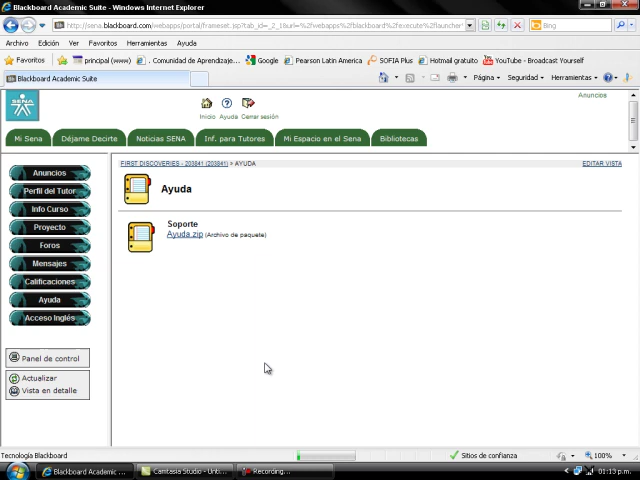 Blackboard Academic Suite - Windows Internet Explorer
http://sena.blackboard.com/webapps/portal/frameset.jsp?tab_id=_2_1&url=%2fwebapps%2fblackboard%2fexecute%2flauncher
Bing
Archivo Edición Ver Favoritos Herramientas Ayuda
Favoritos principal (www) . Comunidad de Aprendizaje... Google Pearson Latin America SOFIA Plus Hotmail gratuito YouTube - Broadcast Yourself
Blackboard Academic Suite
Página Seguridad Herramientas
SENA
Anuncios
Inicio Ayuda Cerrar sesión
Mi Sena Déjame Decirte Noticias SENA Inf. para Tutores Mi Espacio en el Sena Bibliotecas
FIRST DISCOVERIES - 203841 (203841) > AYUDA EDITAR VISTA
Anuncios
Perfil del Tutor
Info Curso
Proyecto
Foros
Mensajes
Calificaciones
Ayuda
Acceso Inglés
Panel de control
Actualizar
Vista en detalle
Ayuda
Soporte
Ayuda.zip (Archivo de paquete)
Tecnología Blackboard Sitios de confianza 100%
Blackboard Academic ... Camtasia Studio - Unti... Recording... 01:13 p.m.